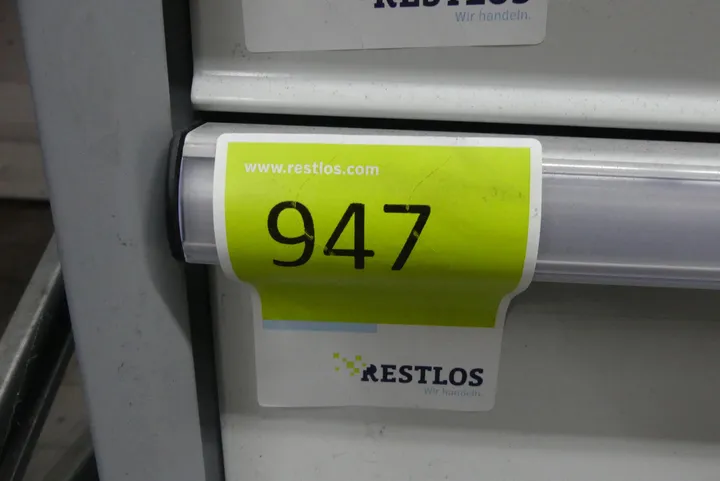 RESTLOS
Wir handeln.
www.restlos.com
947
RESTLOS
Wir handeln.